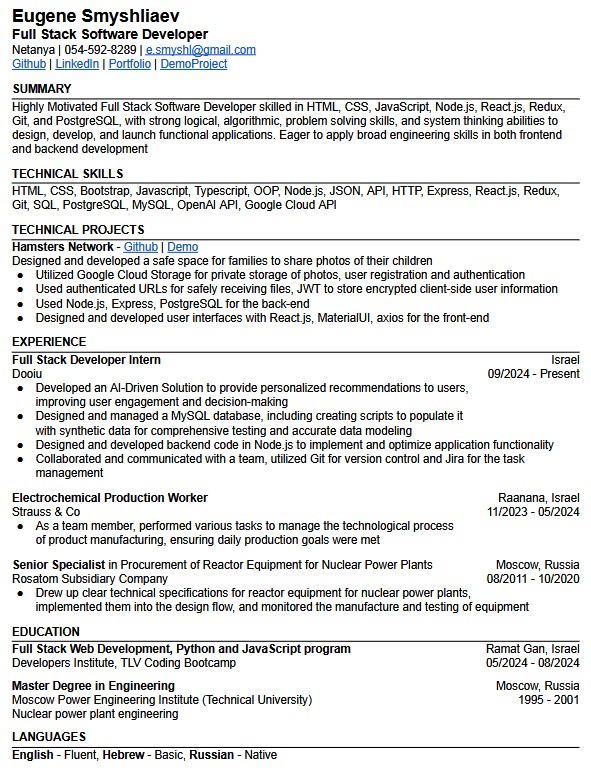 Eugene Smyshliaev
Full Stack Software Developer
Netanya | 054-592-8289 | e.smyshl@gmail.com
Github | LinkedIn | Portfolio | DemoProject
SUMMARY
Highly Motivated Full Stack Software Developer skilled in HTML, CSS, JavaScript, Node.js, React.js, Redux,
Git, and PostgreSQL, with strong logical, algorithmic, problem solving skills, and system thinking abilities to
design, develop, and launch functional applications. Eager to apply broad engineering skills in both frontend
and backend development
TECHNICAL SKILLS
HTML, CSS, Bootstrap, Javascript, Typescript, OOP, Node.js, JSON, API, HTTP, Express, React.js, Redux,
Git, SQL, PostgreSQL, MySQL, OpenAI API, Google Cloud API
TECHNICAL PROJECTS
Hamsters Network - Github | Demo
Designed and developed a safe space for families to share photos of their children
● Utilized Google Cloud Storage for private storage of photos, user registration and authentication
● Used authenticated URLs for safely receiving files, JWT to store encrypted client-side user information
● Used Node.js, Express, PostgreSQL for the back-end
● Designed and developed user interfaces with React.js, MaterialUI, axios for the front-end
EXPERIENCE
Full Stack Developer Intern Israel
Dooiu 09/2024 - Present
● Developed an AI-Driven Solution to provide personalized recommendations to users,
improving user engagement and decision-making
● Designed and managed a MySQL database, including creating scripts to populate it
with synthetic data for comprehensive testing and accurate data modeling
● Designed and developed backend code in Node.js to implement and optimize application functionality
● Collaborated and communicated with a team, utilized Git for version control and Jira for the task
management
Electrochemical Production Worker Raanana, Israel
Strauss & Co 11/2023 - 05/2024
● As a team member, performed various tasks to manage the technological process
of product manufacturing, ensuring daily production goals were met
Senior Specialist in Procurement of Reactor Equipment for Nuclear Power Plants Moscow, Russia
Rosatom Subsidiary Company 08/2011 - 10/2020
● Drew up clear technical specifications for reactor equipment for nuclear power plants,
implemented them into the design flow, and monitored the manufacture and testing of equipment
EDUCATION
Full Stack Web Development, Python and JavaScript program Ramat Gan, Israel
Developers Institute, TLV Coding Bootcamp 05/2024 - 08/2024
Master Degree in Engineering Moscow, Russia
Moscow Power Engineering Institute (Technical University) 1995 - 2001
Nuclear power plant engineering
LANGUAGES
English - Fluent, Hebrew - Basic, Russian - Native